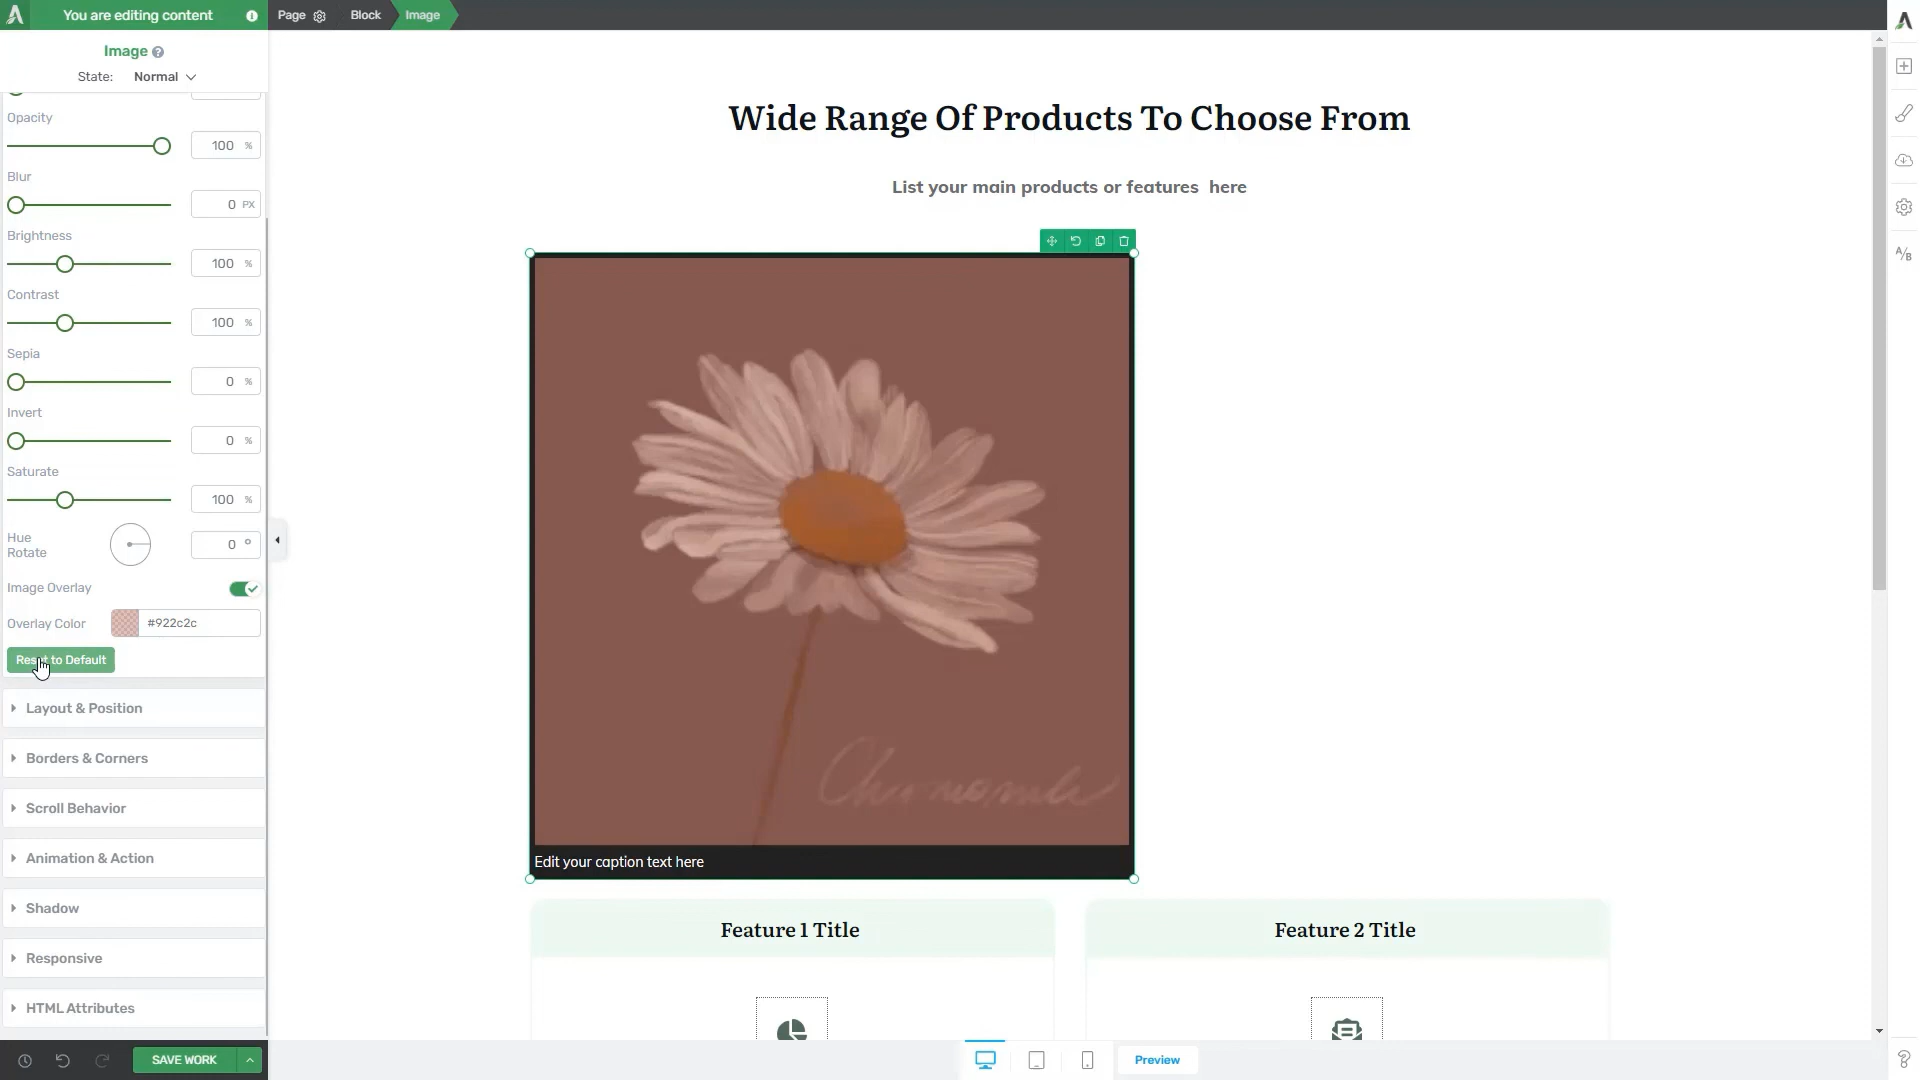 You are editing content
Page
Block
Image
Image
State:
Normal
Opacity
100 %
Blur
0 PX
Brightness
100 %
Contrast
100 %
Sepia
0 %
Invert
0 %
Saturate
100 %
Hue
Rotate
0 °
Image Overlay
Overlay Color
#922c2c
Reset to Default
Layout & Position
Borders & Corners
Scroll Behavior
Animation & Action
Shadow
Responsive
HTML Attributes
SAVE WORK
Wide Range Of Products To Choose From
List your main products or features here
Edit your caption text here
Feature 1 Title
Feature 2 Title
Preview
A/B